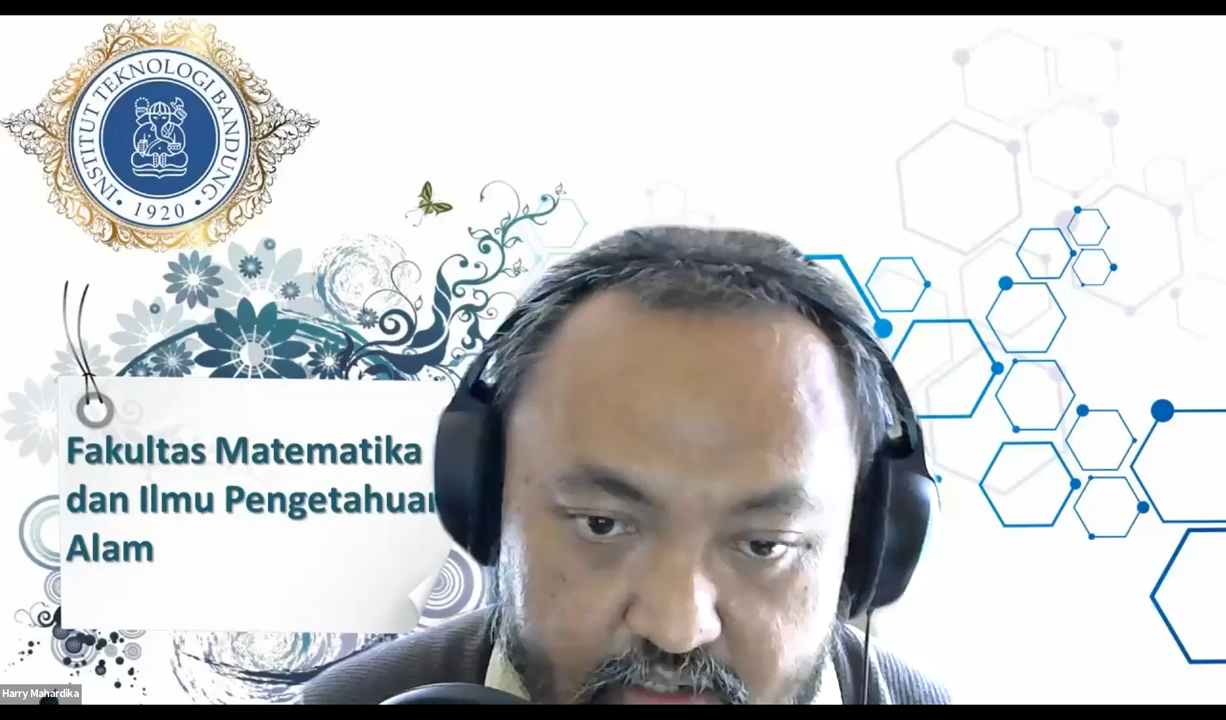 INSTITUT TEKNOLOGI BANDUNG
1920
Fakultas Matematika
dan Ilmu Pengetahuan
Alam
Harry Mahardika